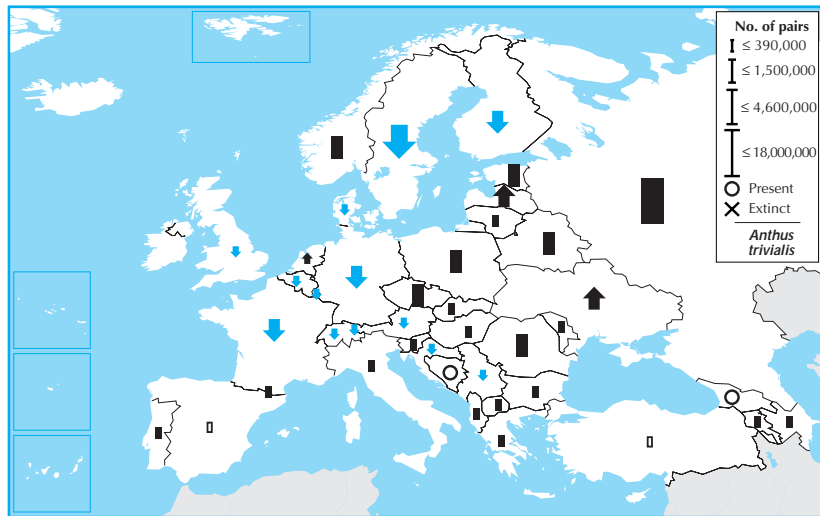 No. of pairs
≤ 390,000
≤ 1,500,000
≤ 4,600,000
≤ 18,000,000
Present
Extinct
Anthus
trivialis